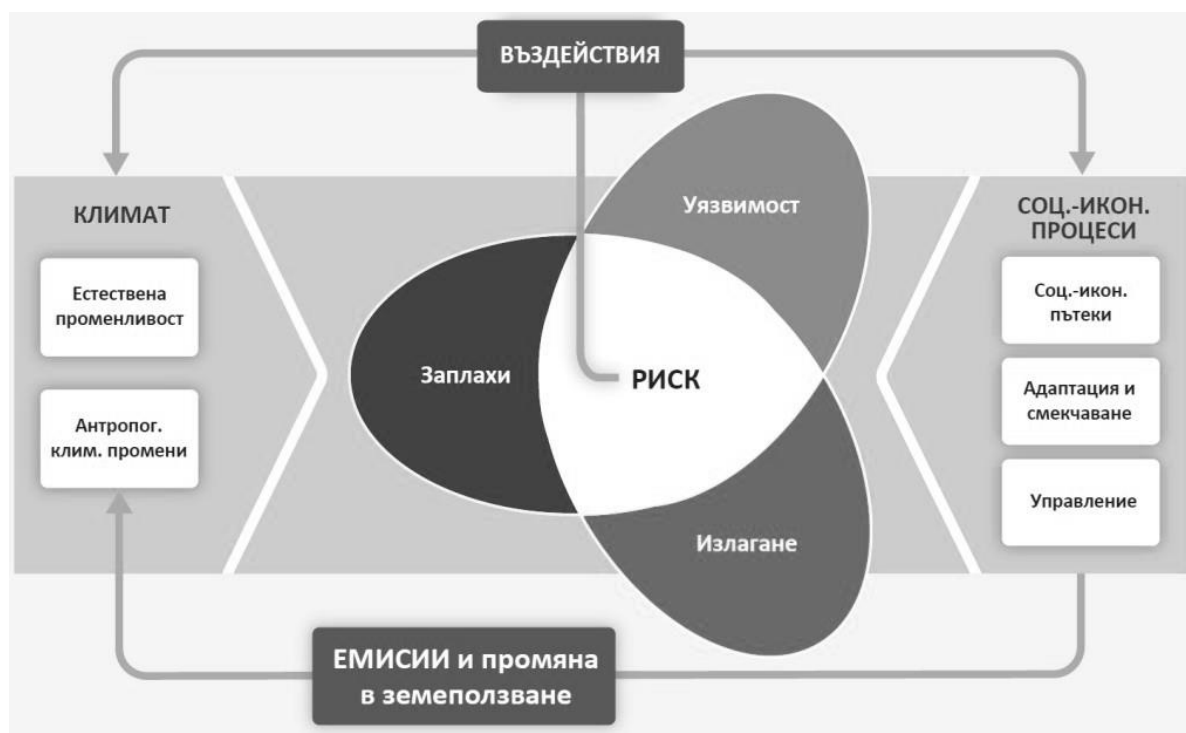 ВЪЗДЕЙСТВИЯ
КЛИМАТ
Естествена
променливост
Антропог.
клим. промени
Уязвимост
Заплахи
РИСК
Излагане
СОЦ.-ИКОН.
ПРОЦЕСИ
Соц.-икон.
пътеки
Адаптация и
смекчаване
Управление
ЕМИСИИ и промяна
в земеползване